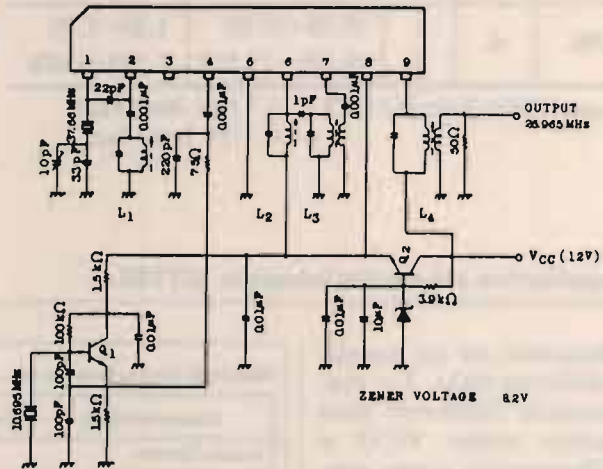 1 2 3 4 5 6 7 8 9
22pF
0.001μF
0.001μF
1pF
0.001μF
37.66MHz
10pF
33pF
220pF
75Ω
50Ω
OUTPUT
26.965MHz
L1
L2
L3
L4
Q2
VCC (12V)
1.5kΩ
3.9kΩ
100kΩ
0.01μF
0.01μF
0.01μF
10μF
Q1
100pF
10.695MHz
100pF
1.5kΩ
ZENER VOLTAGE 8.2V